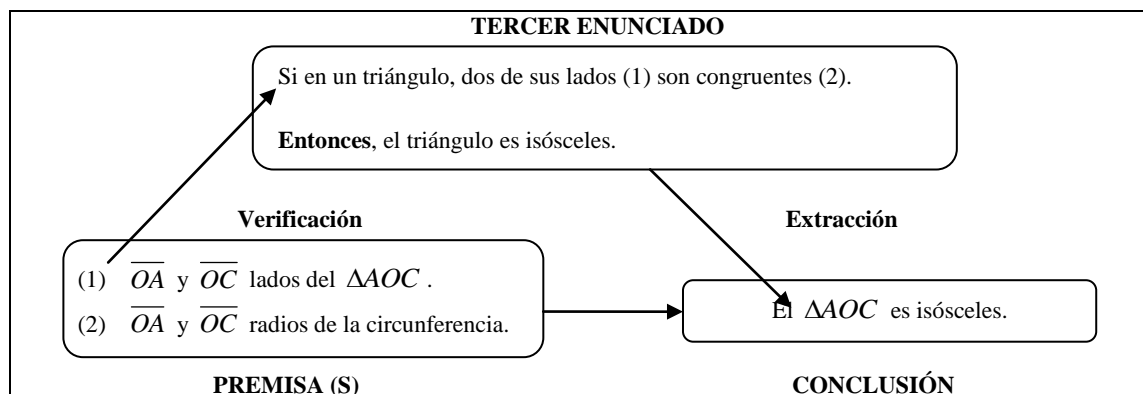 TERCER ENUNCIADO
Si en un triángulo, dos de sus lados (1) son congruentes (2).
Entonces, el triángulo es isósceles.
Verificación
Extracción
(1) OA y OC lados del ΔAOC .
(2) OA y OC radios de la circunferencia.
El ΔAOC es isósceles.
PREMISA (S)
CONCLUSIÓN